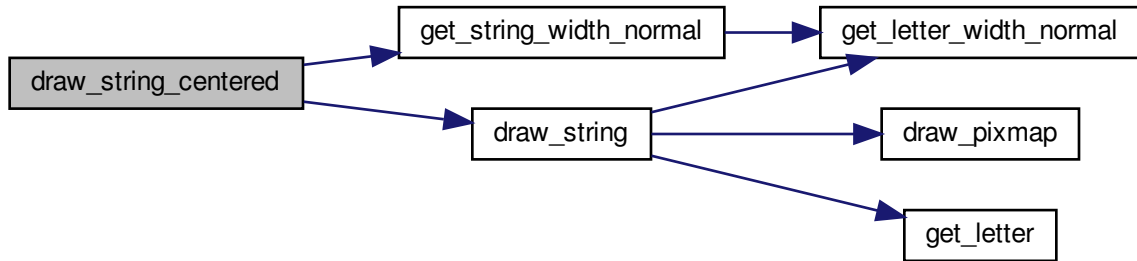 get_string_width_normal
get_letter_width_normal
draw_string_centered
draw_string
draw_pixmap
get_letter